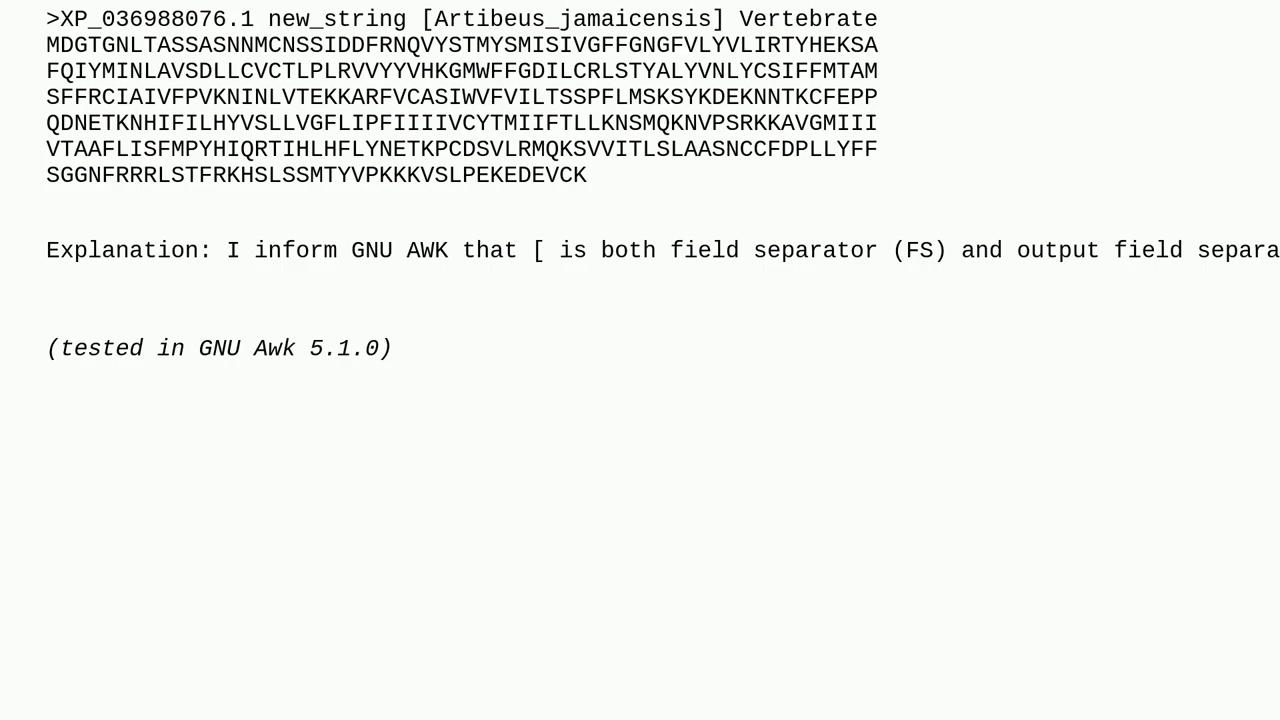 >XP_036988076.1 new_string [Artibeus_jamaicensis] Vertebrate
MDGTGNLTASSASNNMCNSSIDDFRNQVYSTMYSMISIVGFFGNGFVLYVLIRTYHEKSA
FQIYMINLAVSDLLCVCTLPLRVVYYVHKGMWFFGDILCRLSTYALYVNLYCSIFFMTAM
SFFRCIAIVFPVKNINLVTEKKARFVCASIWVFVILTSSPFLMSKSYKDEKNNTKCFEPP
QDNETKNHIFILHYVSLLVGFLIPFIIIIVCYTMIIFTLLKNSMQKNVPSRKKAVGMIII
VTAAFLISFMPYHIQRTIHLHFLYNETKPCDSVLRMQKSVVITLSLAASNCCFDPLLYFF
SGGNFRRRLSTFRKHSLSSMTYVPKKKVSLPEKEDEVCK
Explanation: I inform GNU AWK that [ is both field separator (FS) and output field separa
(tested in GNU Awk 5.1.0)